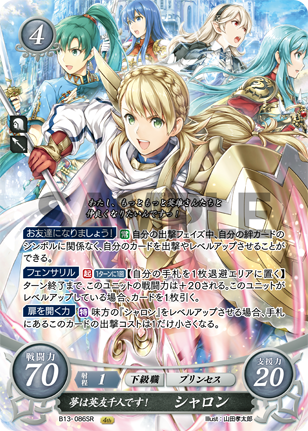 4
わたし、もっともっと英雄さんたちと
仲良くなりたいんです…っ!
お友達になりましょう! 常 自分の出撃フェイズ中、自分の絆カードの
シンボルに関係なく、自分のカードを出撃やレベルアップさせることが
できる。
フェンサリル 起 1ターンに1回 【自分の手札を1枚退避エリアに置く】
ターン終了まで、このユニットの戦闘力は+20される。このユニットが
レベルアップしている場合、カードを1枚引く。
扉を開く力 特 味方の『シャロン』をレベルアップさせる場合、手札
にあるこのカードの出撃コストは1だけ小さくなる。
戦闘力
70
射程 1 下級職 プリンセス
支援力
20
夢は英友千人です! シャロン
B13-086SR 4th
Illust:山田孝太郎